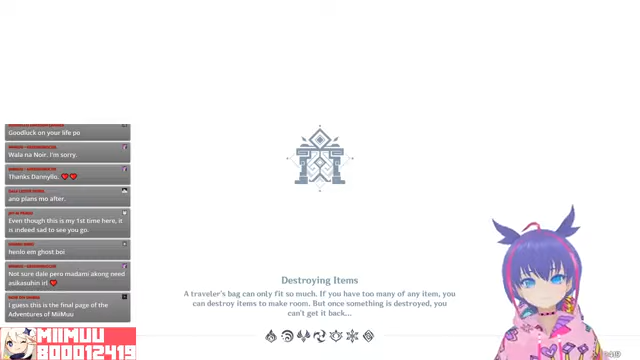 Goodluck on your life po
Wala na Noir. I'm sorry.
Thanks Dannyllo.
ano plans mo after.
Even though this is my 1st time here, it
is indeed sad to see you go.
henlo em ghost boi
Not sure dale pero madami akong need
asikasuhin irl.
I guess this is the final page of the
Adventures of MiiMuu
Destroying Items
A traveler's bag can only fit so much. If you have too many of any item, you
can destroy items to make room. But once something is destroyed, you
can't get it back...
MIIMUU
800012419